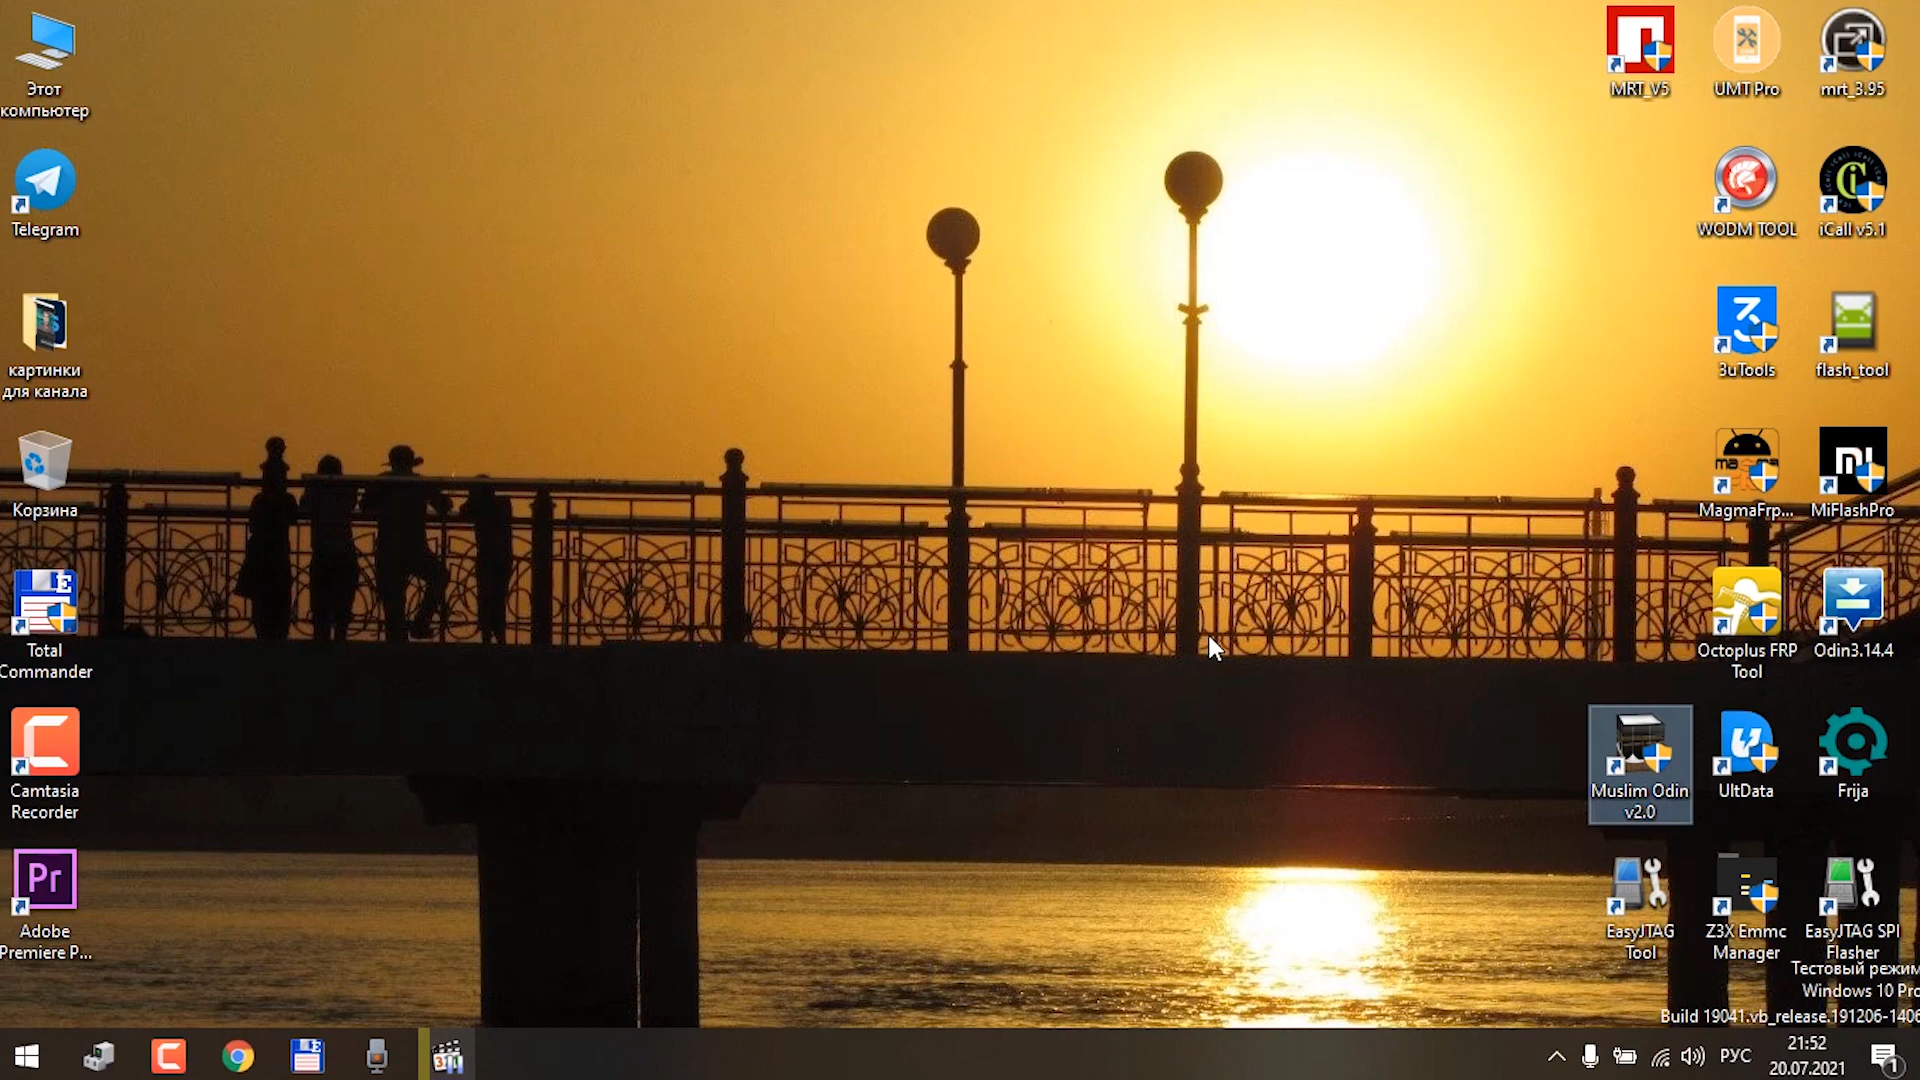 Этот
компьютер
Telegram
картинки
для канала
Корзина
Total
Commander
Camtasia
Recorder
Pr
Adobe
Premiere P...
MRT_V5
UMT Pro
mrt_3.95
WODM TOOL
iCall v5.1
3uTools
flash_tool
MagmaFrp...
MiFlashPro
Octoplus FRP
Tool
Odin3.14.4
Muslim Odin
v2.0
UltData
Frija
EasyJTAG
Tool
Z3X Emmc
Manager
EasyJTAG SPI
Flasher
Тестовый режим
Windows 10 Pro
Build 19041.vb_release.191206-1406
РУС
21:52
20.07.2021
1